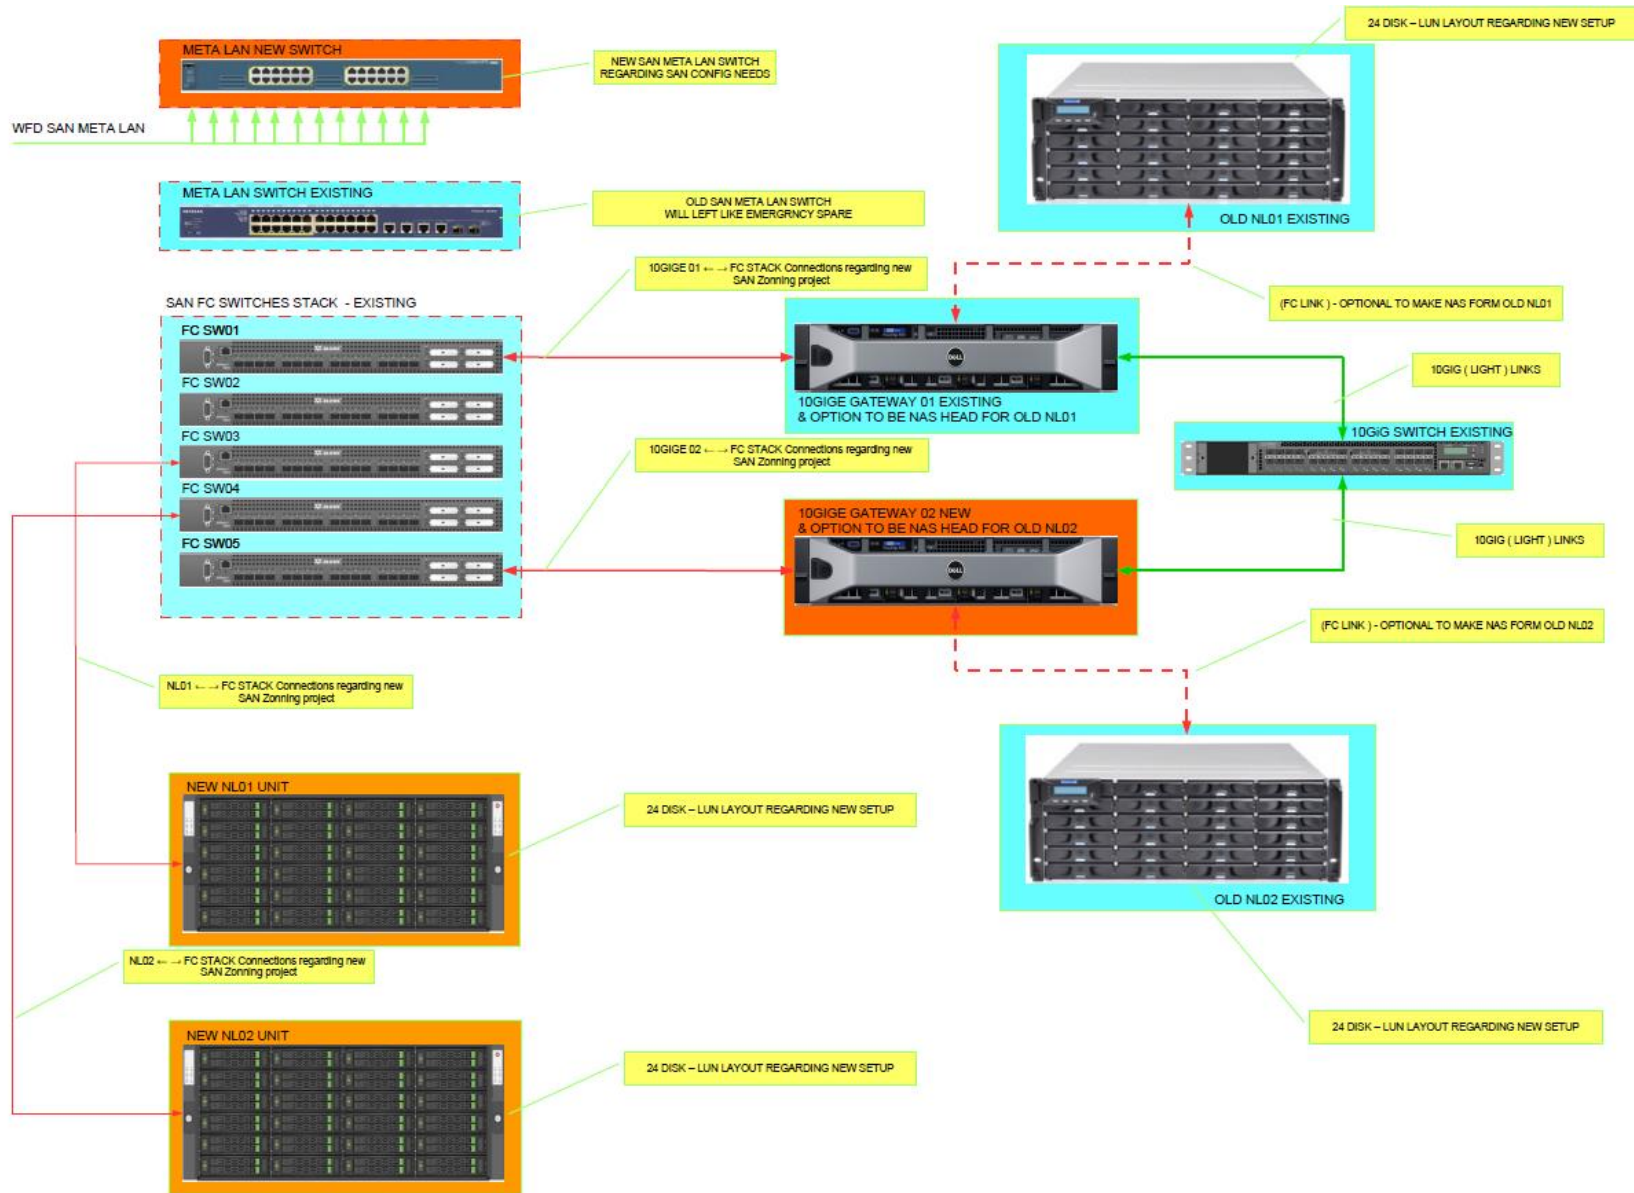 META LAN NEW SWITCH
NEW SAN META LAN SWITCH
REGARDING SAN CONFIG NEEDS
WFD SAN META LAN
META LAN SWITCH EXISTING
OLD SAN META LAN SWITCH
WILL LEFT LIKE EMERGRNCY SPARE
24 DISK – LUN LAYOUT REGARDING NEW SETUP
OLD NL01 EXISTING
10GIGE 01 ←→ FC STACK Connections regarding new
SAN Zonning project
(FC LINK ) - OPTIONAL TO MAKE NAS FORM OLD NL01
SAN FC SWITCHES STACK - EXISTING
FC SW01
FC SW02
FC SW03
FC SW04
FC SW05
DELL
10GIGE GATEWAY 01 EXISTING
& OPTION TO BE NAS HEAD FOR OLD NL01
10GIG ( LIGHT ) LINKS
10GiG SWITCH EXISTING
10GIGE 02 ←→ FC STACK Connections regarding new
SAN Zonning project
10GIGE GATEWAY 02 NEW
& OPTION TO BE NAS HEAD FOR OLD NL02
DELL
10GIG ( LIGHT ) LINKS
(FC LINK ) - OPTIONAL TO MAKE NAS FORM OLD NL02
NL01 ←→ FC STACK Connections regarding new
SAN Zonning project
NEW NL01 UNIT
24 DISK – LUN LAYOUT REGARDING NEW SETUP
OLD NL02 EXISTING
NL02 ←→ FC STACK Connections regarding new
SAN Zonning project
24 DISK – LUN LAYOUT REGARDING NEW SETUP
NEW NL02 UNIT
24 DISK – LUN LAYOUT REGARDING NEW SETUP